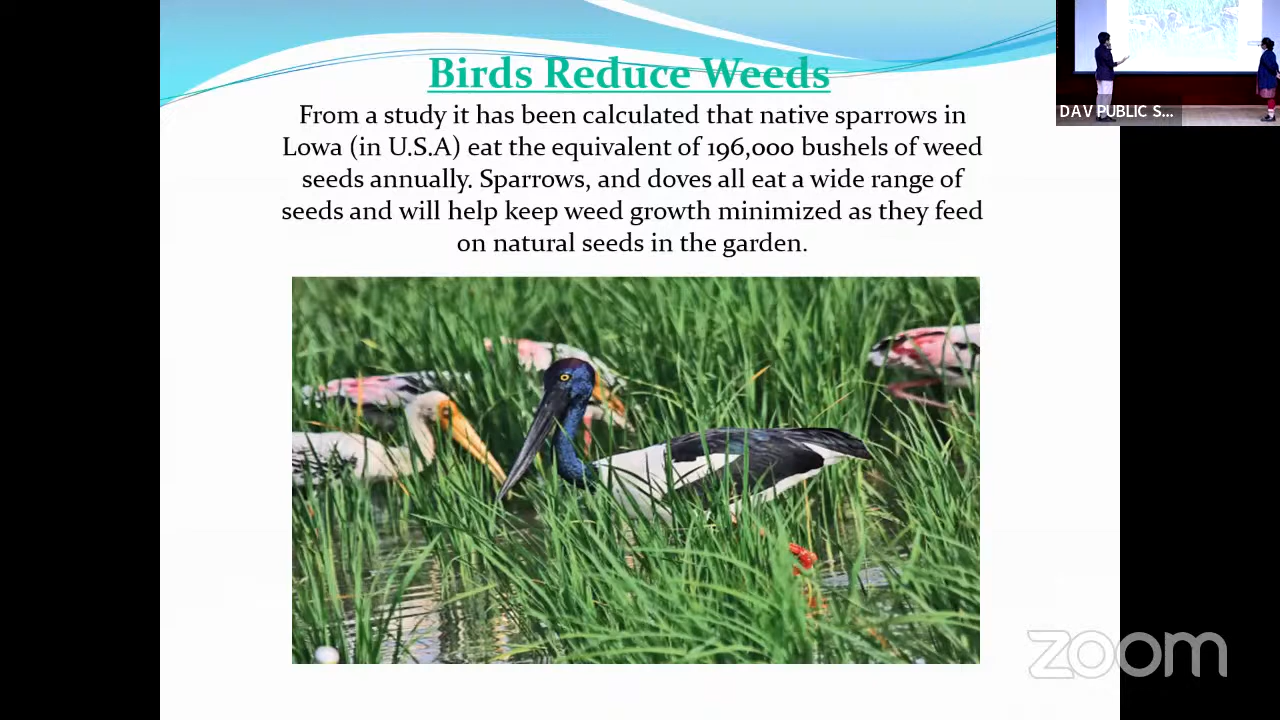 Birds Reduce Weeds
From a study it has been calculated that native sparrows in
Lowa (in U.S.A) eat the equivalent of 196,000 bushels of weed
seeds annually. Sparrows, and doves all eat a wide range of
seeds and will help keep weed growth minimized as they feed
on natural seeds in the garden.
DAV PUBLIC S...
zoom